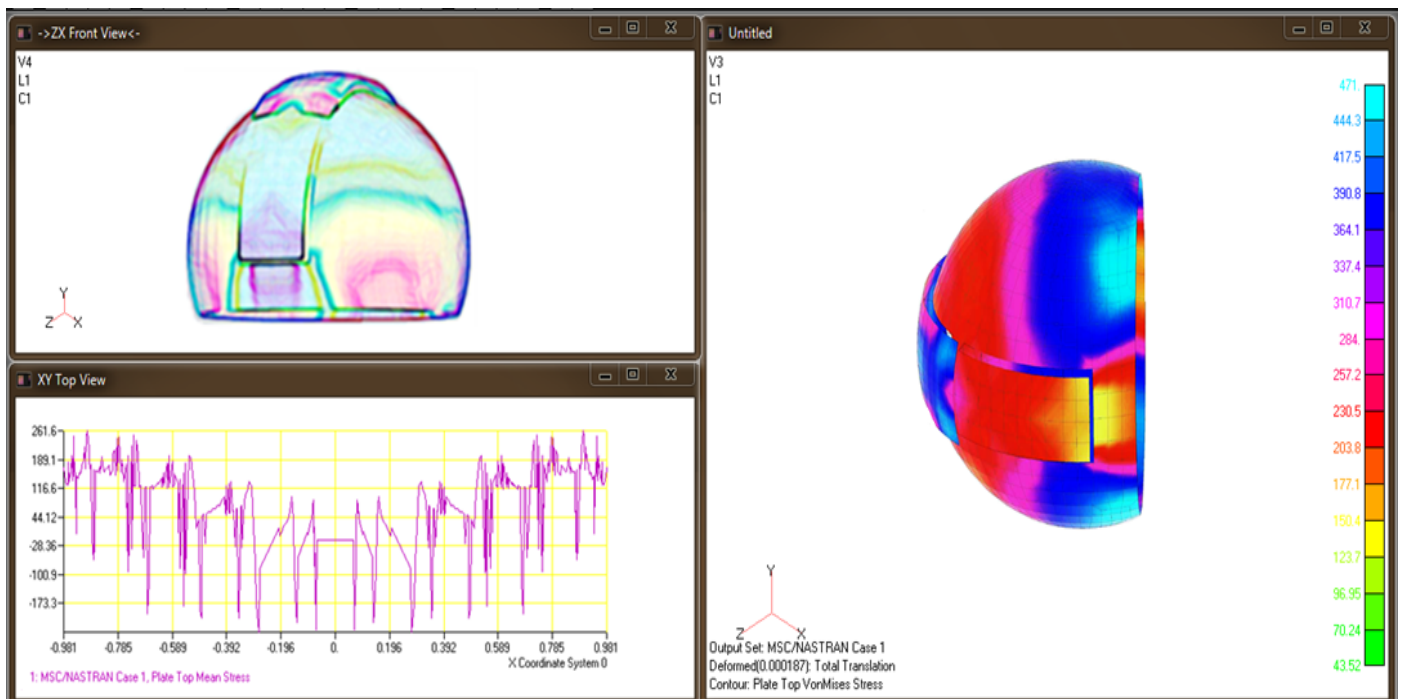 ->ZX Front View<-
V4
L1
C1
Y
Z
X
XY Top View
261.6
189.1
116.6
44.12
-28.36
-100.9
-173.3
-0.981
-0.785
-0.589
-0.392
-0.196
0.
0.196
0.392
0.589
0.785
0.981
X Coordinate System 0
1: MSC/NASTRAN Case 1, Plate Top Mean Stress
Untitled
V3
L1
C1
471.
444.3
417.5
390.8
364.1
337.4
310.7
284.
257.2
230.5
203.8
177.1
150.4
123.7
96.95
70.24
43.52
Y
Z
X
Output Set: MSC/NASTRAN Case 1
Deformed(0.000187): Total Translation
Contour: Plate Top VonMises Stress